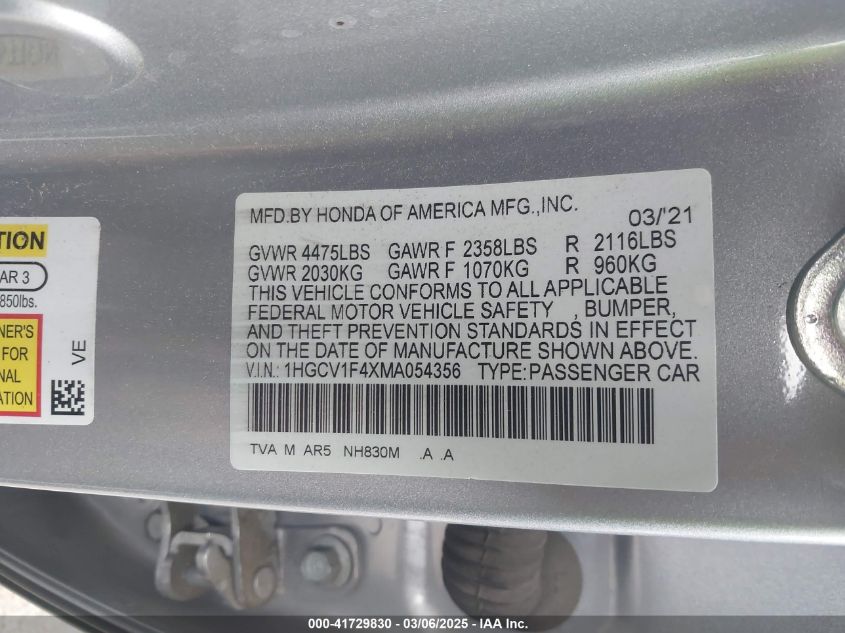 MFD.BY HONDA OF AMERICA MFG.,INC. 03/'21
GVWR 4475LBS GAWR F 2358LBS R 2116LBS
GVWR 2030KG GAWR F 1070KG R 960KG
THIS VEHICLE CONFORMS TO ALL APPLICABLE
FEDERAL MOTOR VEHICLE SAFETY , BUMPER,
AND THEFT PREVENTION STANDARDS IN EFFECT
ON THE DATE OF MANUFACTURE SHOWN ABOVE.
V.I.N.: 1HGCV1F4XMA054356 TYPE:PASSENGER CAR
TVA M AR5 NH830M .A .A
TION
AR 3
850lbs.
NER'S
FOR
NAL
ATION
VE
000-41729830 - 03/06/2025 - IAA Inc.